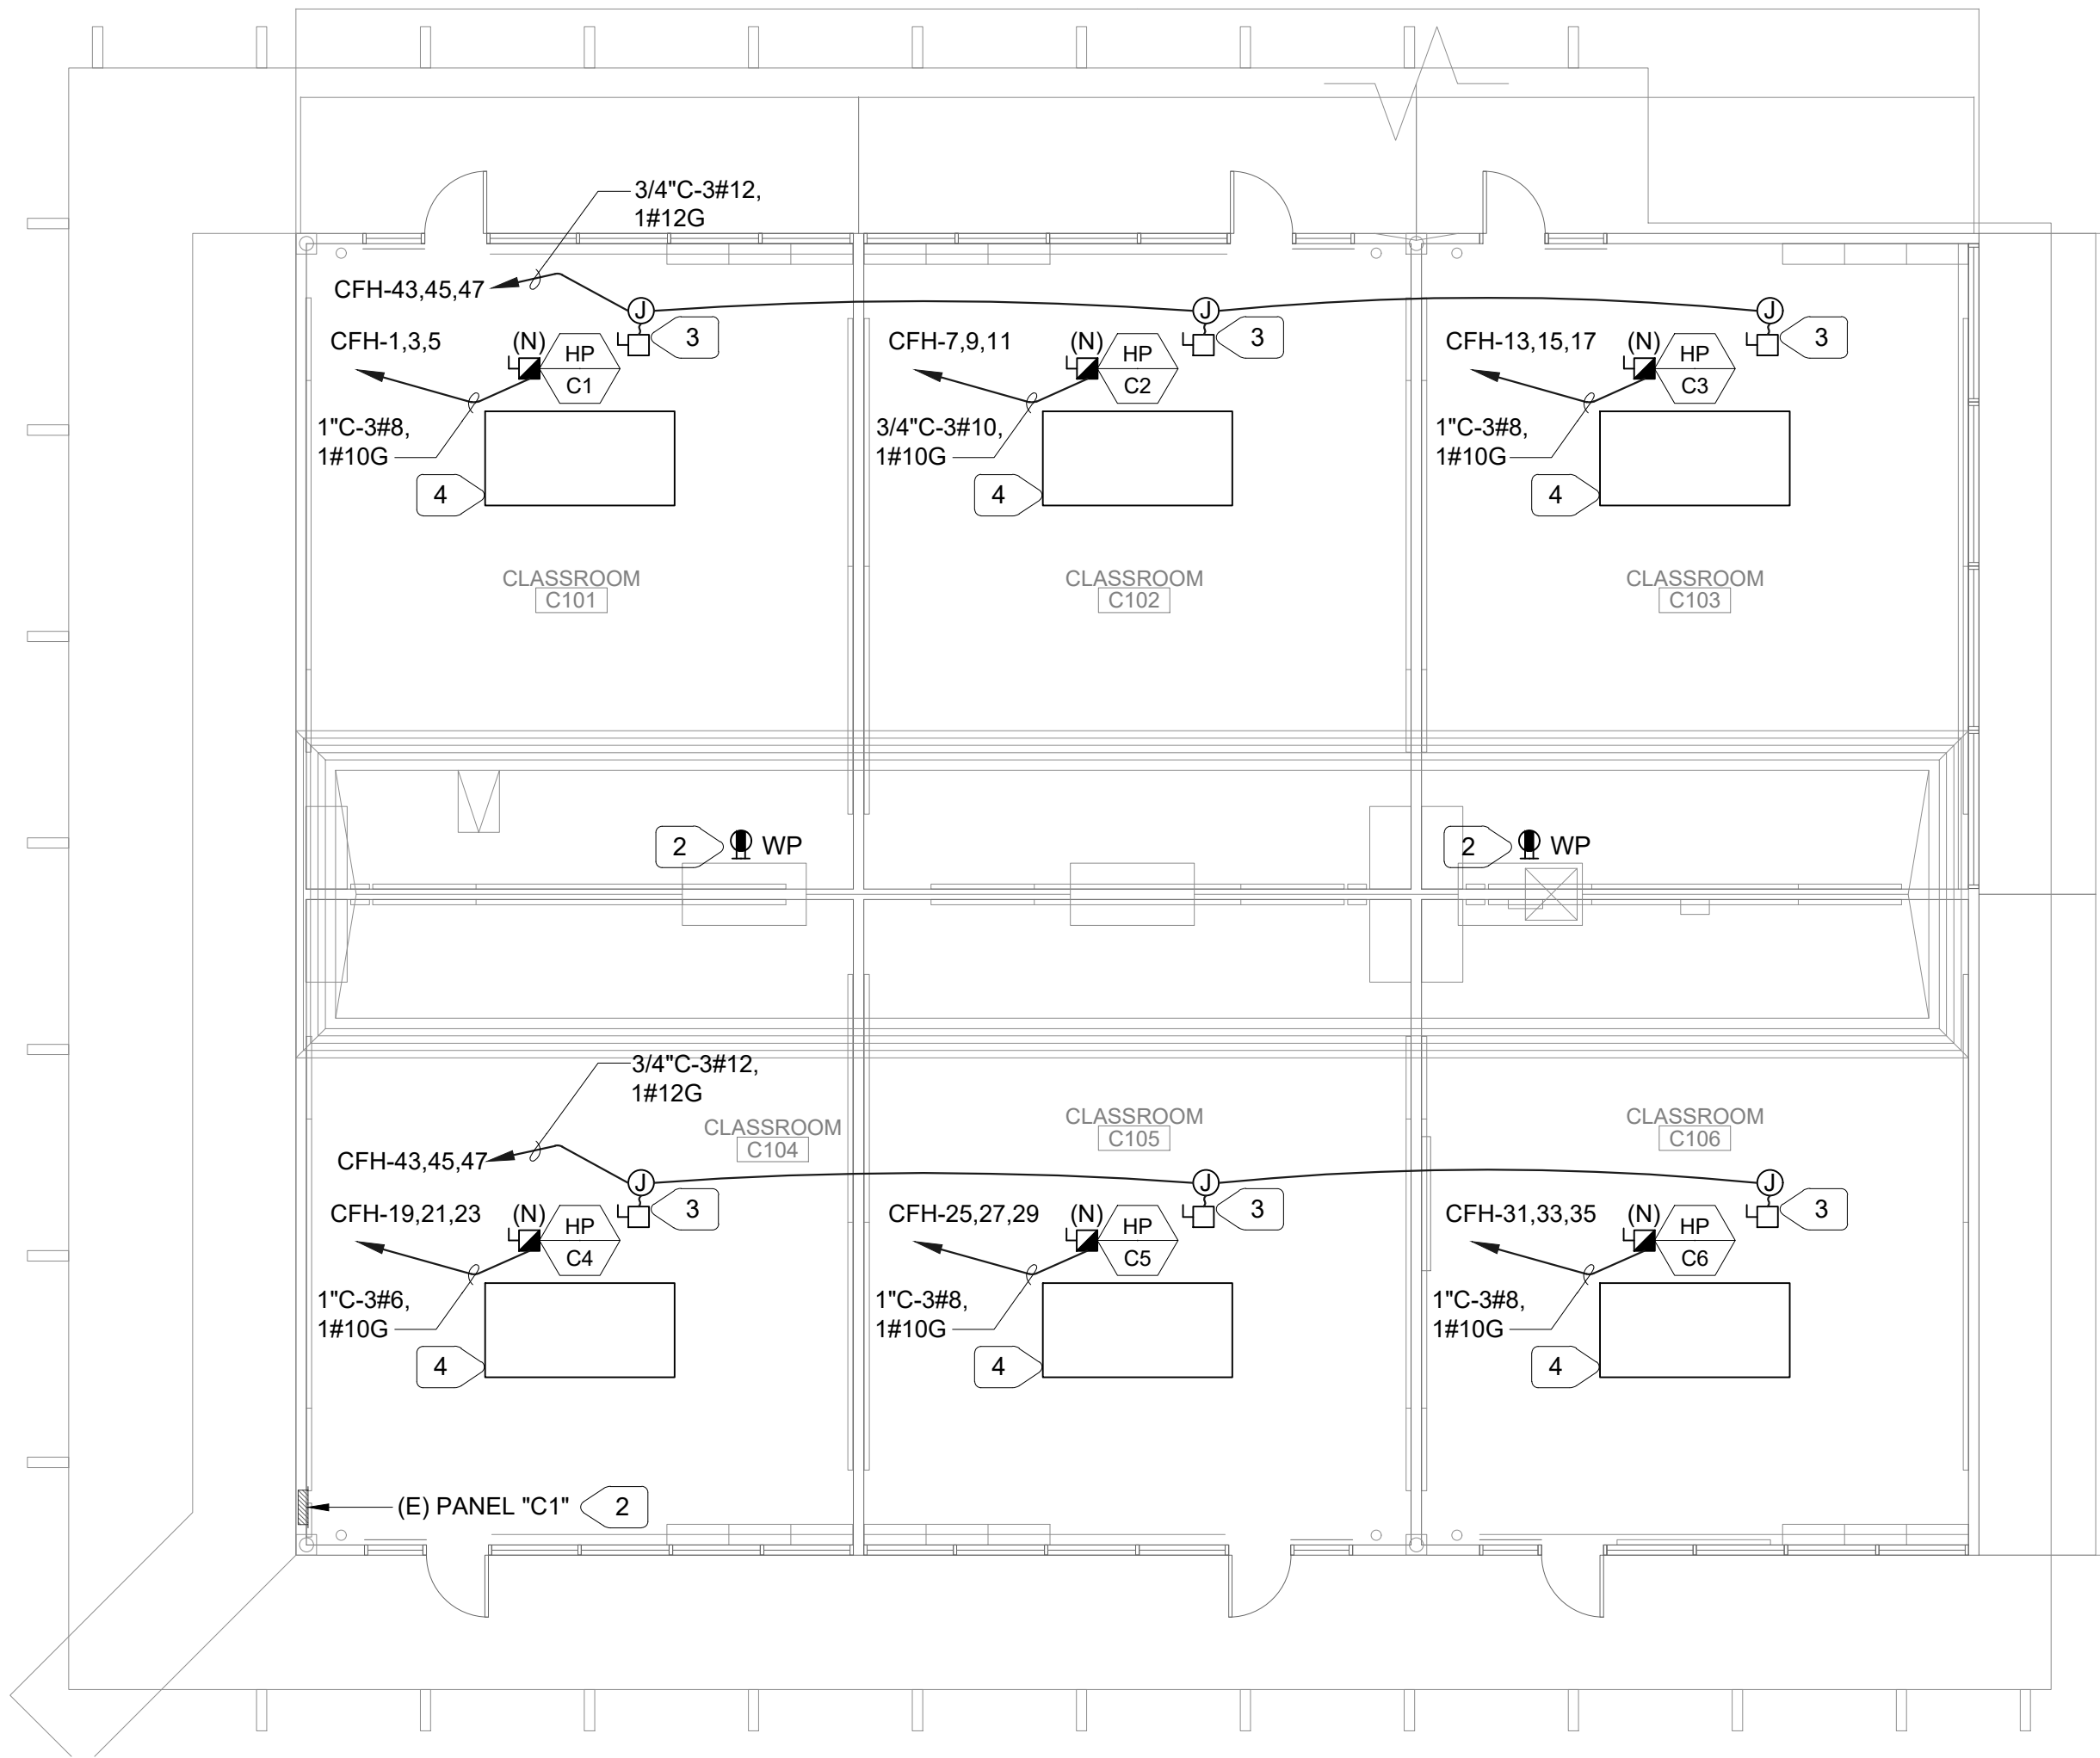 3/4"C-3#12,
1#12G
CFH-43,45,47
J
J
J
3
3
3
CFH-1,3,5
(N)
HP
C1
CFH-7,9,11
(N)
HP
C2
CFH-13,15,17
(N)
HP
C3
1"C-3#8,
1#10G
3/4"C-3#10,
1#10G
1"C-3#8,
1#10G
4
4
4
CLASSROOM
C101
CLASSROOM
C102
CLASSROOM
C103
2
WP
2
WP
3/4"C-3#12,
1#12G
CLASSROOM
C104
CLASSROOM
C105
CLASSROOM
C106
CFH-43,45,47
J
J
J
3
3
3
CFH-19,21,23
(N)
HP
C4
CFH-25,27,29
(N)
HP
C5
CFH-31,33,35
(N)
HP
C6
1"C-3#6,
1#10G
1"C-3#8,
1#10G
1"C-3#8,
1#10G
4
4
4
(E) PANEL "C1"
2